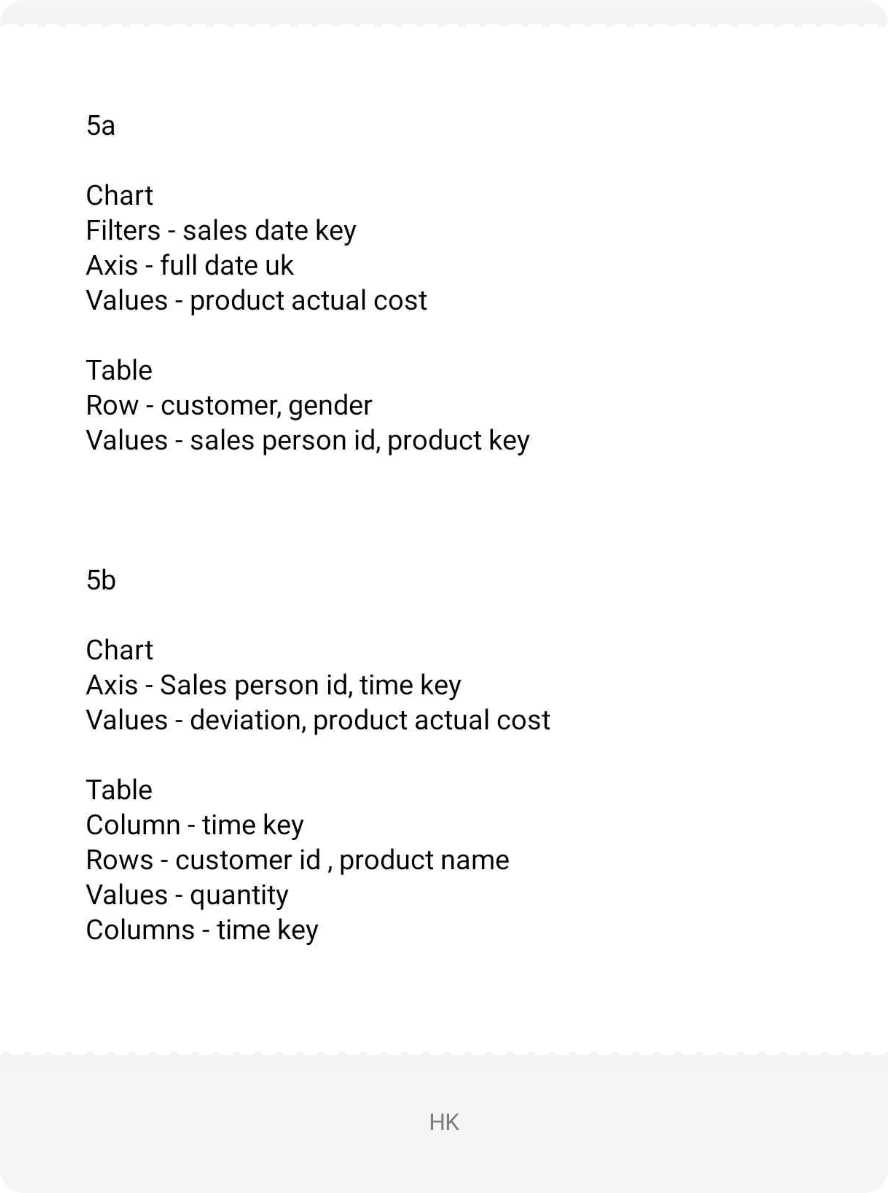 5a
Chart
Filters - sales date key
Axis - full date uk
Values - product actual cost
Table
Row - customer, gender
Values - sales person id, product key
5b
Chart
Axis - Sales person id, time key
Values - deviation, product actual cost
Table
Column - time key
Rows - customer id , product name
Values - quantity
Columns - time key
HK